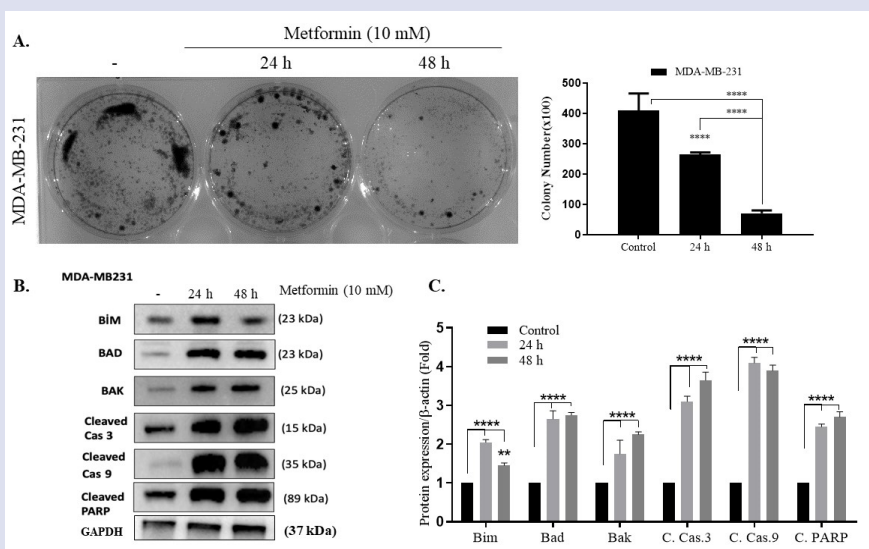 A.
Metformin (10 mM)
- 24 h 48 h
MDA-MB-231
MDA-MB-231
Colony Number(x100)
500
400
300
200
100
0
****
****
****
Control 24 h 48 h
B.
MDA-MB231
- 24 h 48 h Metformin (10 mM)
BİM (23 kDa)
BAD (23 kDa)
BAK (25 kDa)
Cleaved
Cas 3 (15 kDa)
Cleaved
Cas 9 (35 kDa)
Cleaved
PARP (89 kDa)
GAPDH (37 kDa)
C.
Protein expression/β-actin (Fold)
5
4
3
2
1
0
Control
24 h
48 h
****
**
****
****
****
****
****
Bim Bad Bak C. Cas.3 C. Cas.9 C. PARP